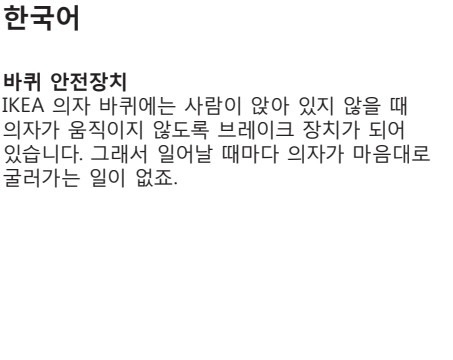 한국어
바퀴 안전장치
IKEA 의자 바퀴에는 사람이 앉아 있지 않을 때
의자가 움직이지 않도록 브레이크 장치가 되어
있습니다. 그래서 일어날 때마다 의자가 마음대로
굴러가는 일이 없죠.